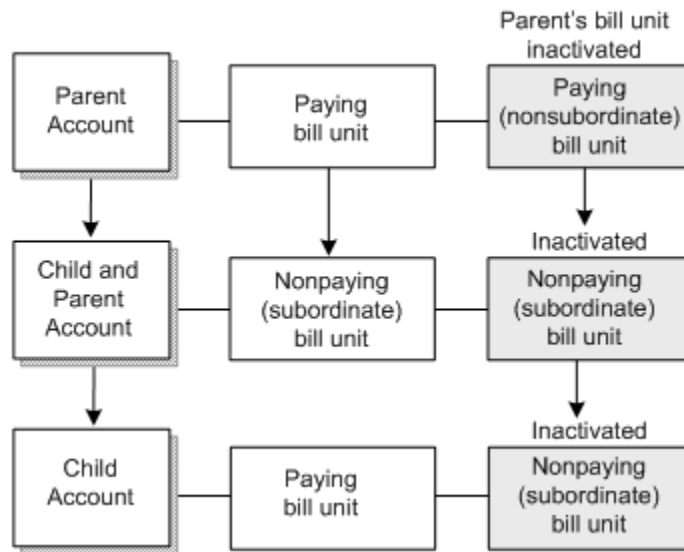 Parent's bill unit
inactivated
Parent
Account
Paying
bill unit
Paying
(nonsubordinate)
bill unit
Inactivated
Child and
Parent
Account
Nonpaying
(subordinate)
bill unit
Nonpaying
(subordinate)
bill unit
Inactivated
Child
Account
Paying
bill unit
Nonpaying
(subordinate)
bill unit